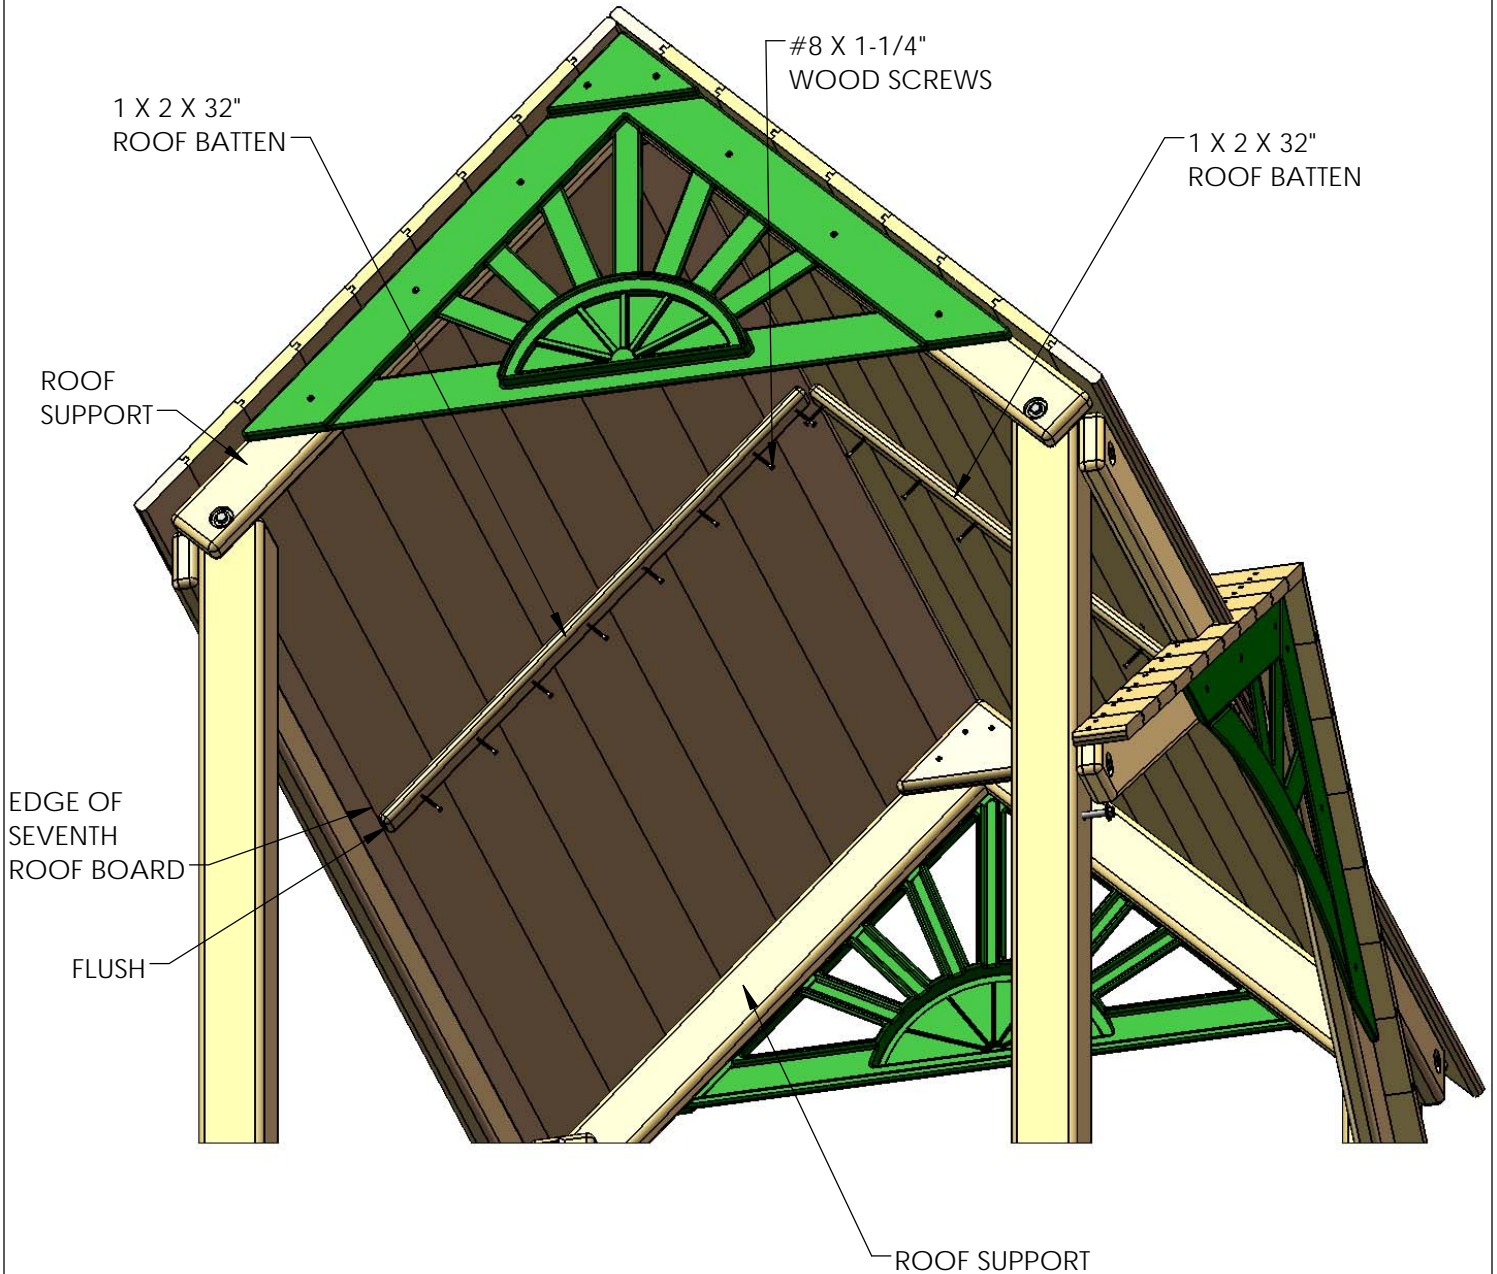 #8 X 1-1/4"
WOOD SCREWS
1 X 2 X 32"
ROOF BATTEN
1 X 2 X 32"
ROOF BATTEN
ROOF
SUPPORT
EDGE OF
SEVENTH
ROOF BOARD
FLUSH
ROOF SUPPORT